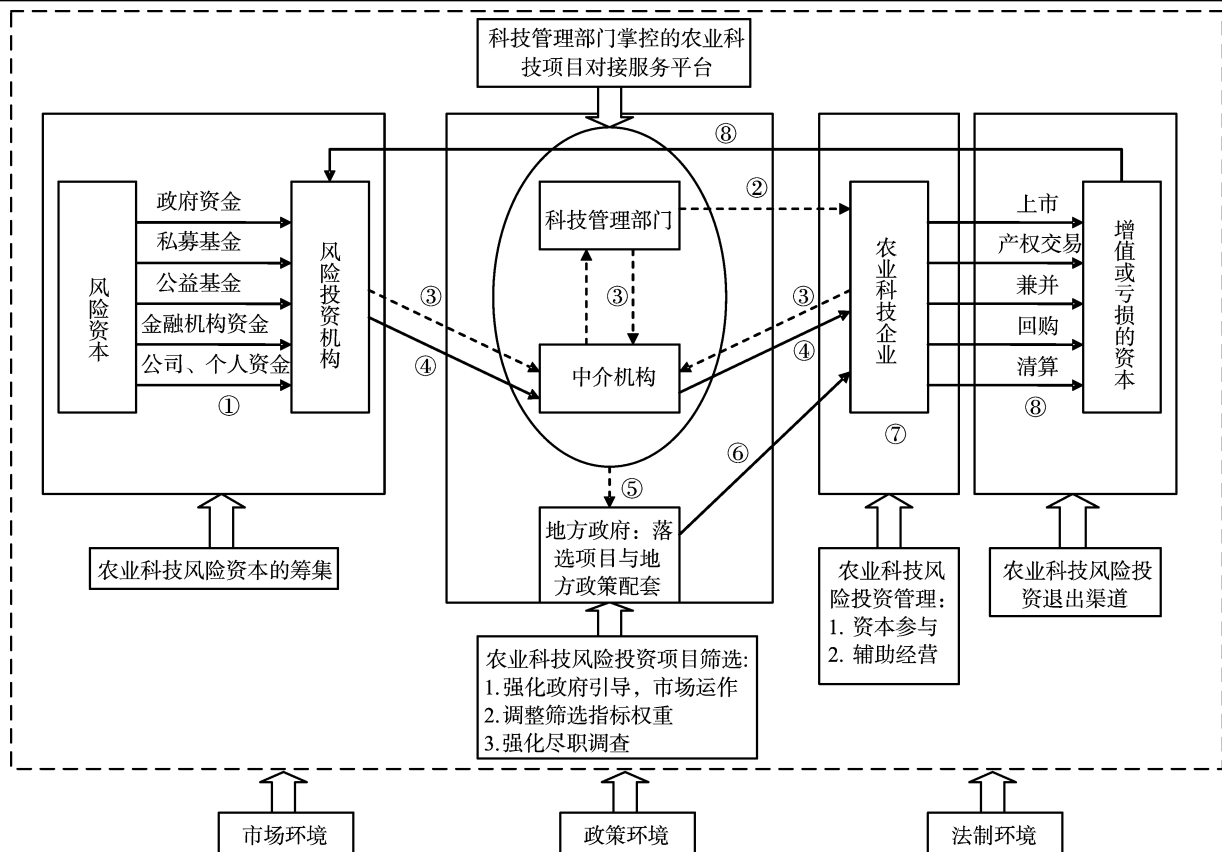 科技管理部门掌控的农业科
技项目对接服务平台
⑧
②
政府资金
私募基金
公益基金
金融机构资金
公司、个人资金
①
风险资本
风险投资机构
③
④
科技管理部门
③
中介机构
③
④
⑤
⑥
地方政府：落
选项目与地
方政策配套
农业科技企业
⑦
上市
产权交易
兼并
回购
清算
⑧
增值或亏损的资本
农业科技风险资本的筹集
农业科技风险投资项目筛选:
1.强化政府引导，市场运作
2.调整筛选指标权重
3.强化尽职调查
农业科技风
险投资管理：
1. 资本参与
2. 辅助经营
农业科技风险投
资退出渠道
市场环境
政策环境
法制环境